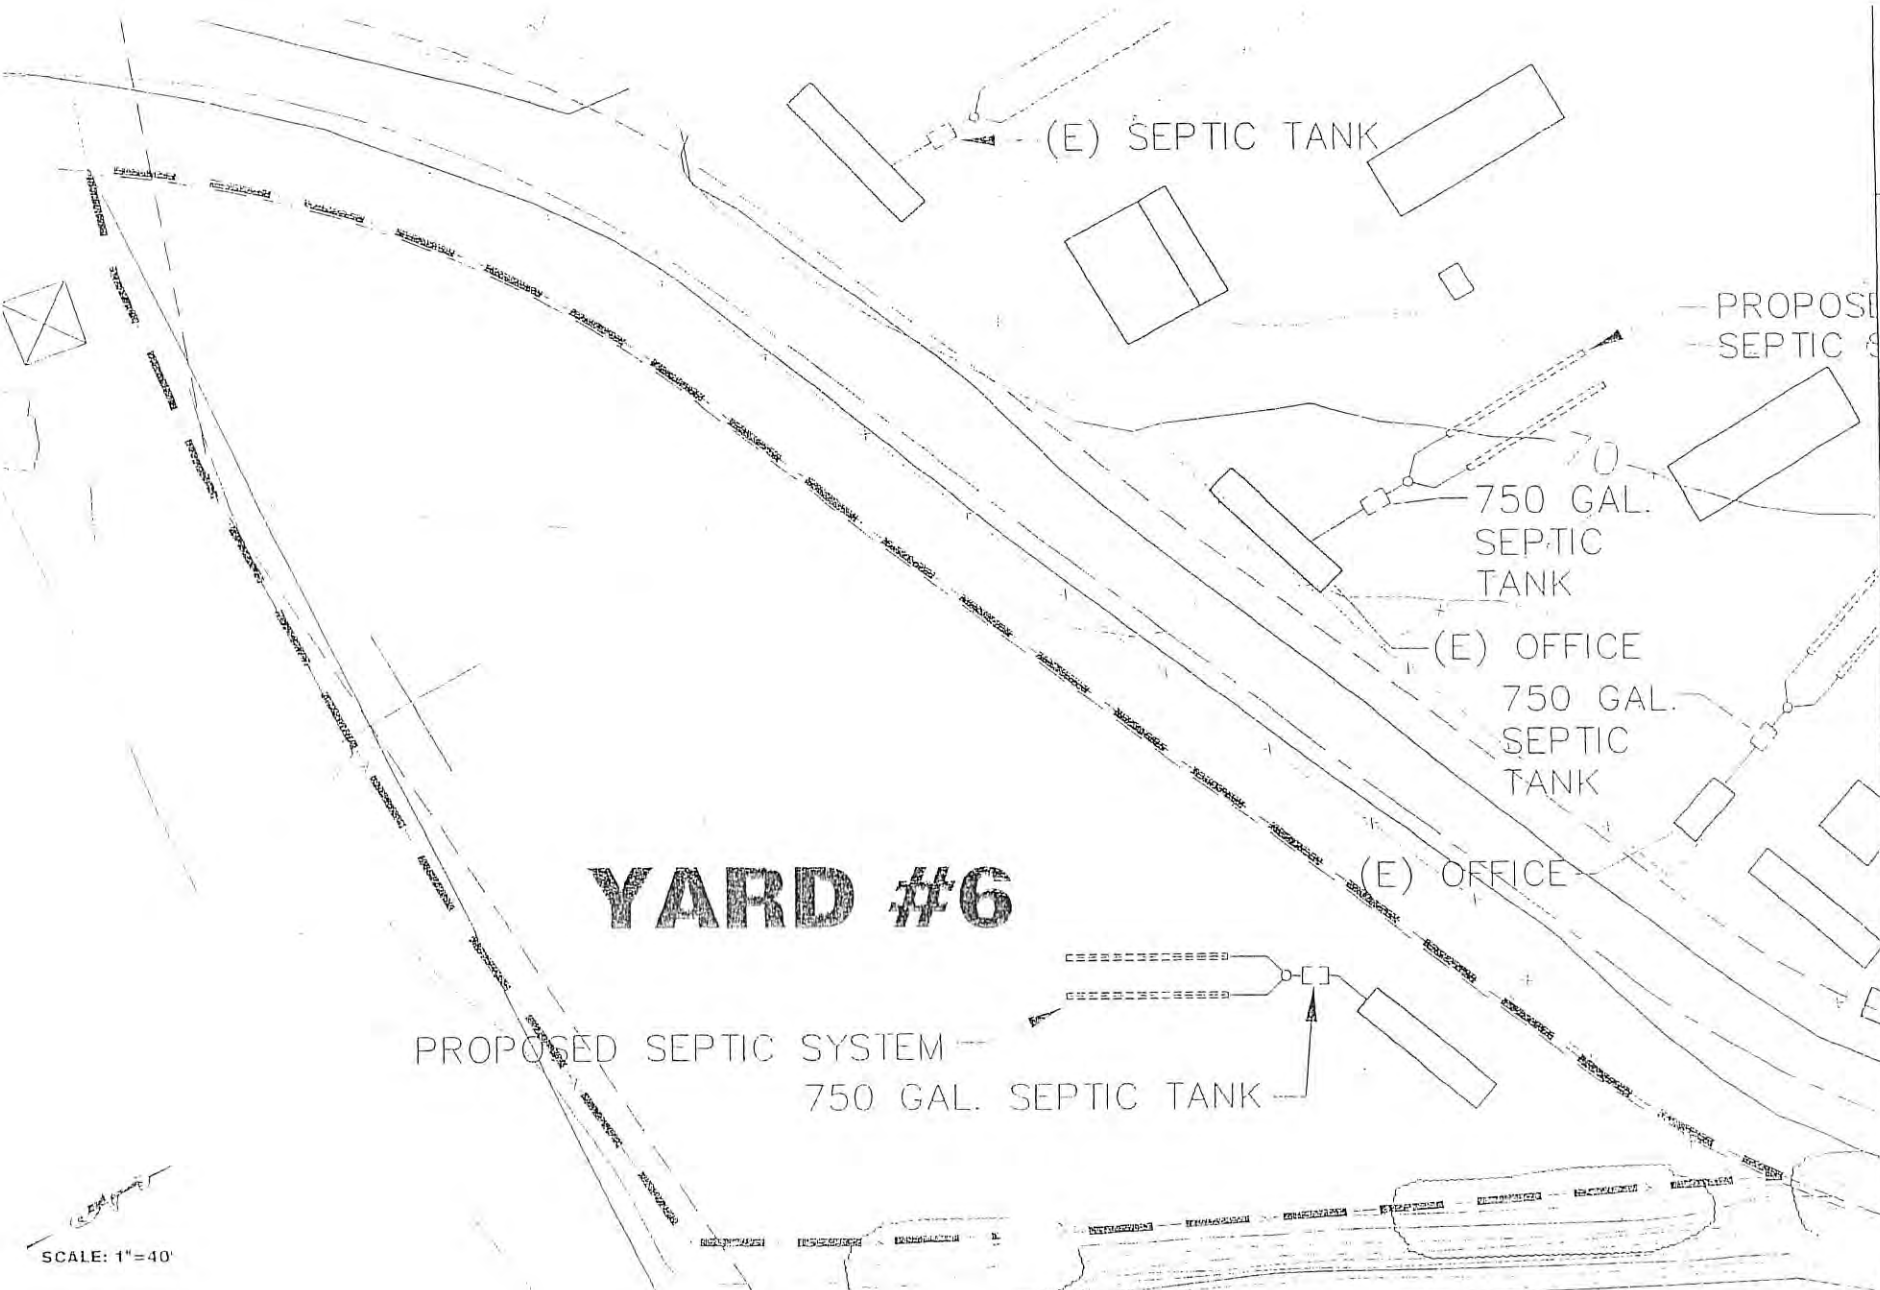 (E) SEPTIC TANK
PROPOSE
SEPTIC S
70
750 GAL.
SEPTIC
TANK
(E) OFFICE
750 GAL.
SEPTIC
TANK
(E) OFFICE
YARD #6
PROPOSED SEPTIC SYSTEM
750 GAL. SEPTIC TANK
SCALE: 1"=40'